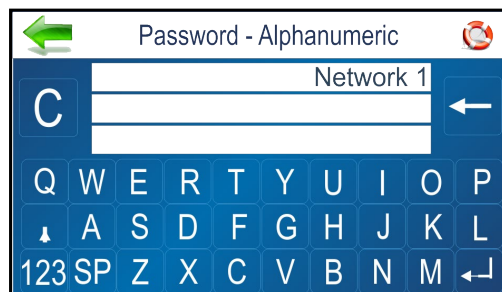 Password - Alphanumeric
Network 1
C
Q W E R T Y U I O P
A S D F G H J K L
123 SP Z X C V B N M